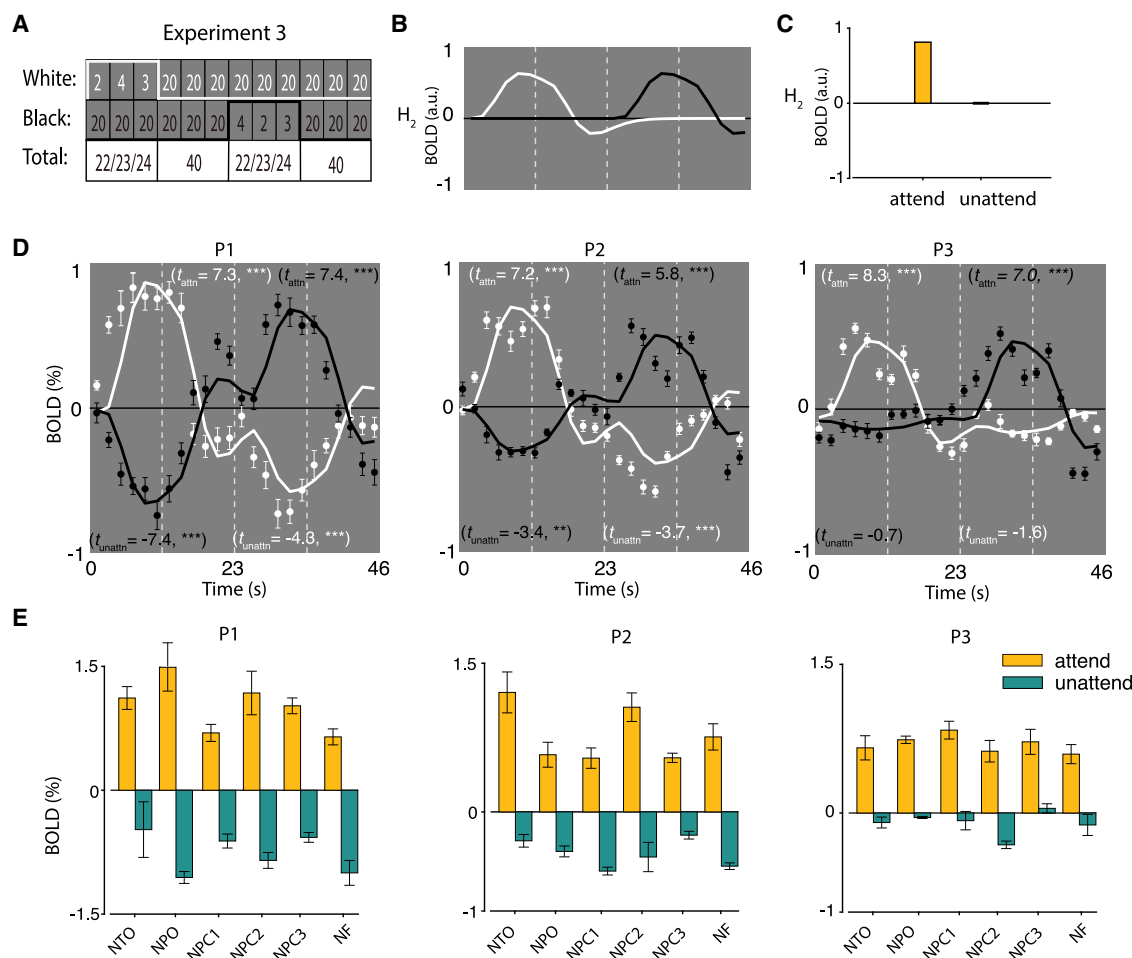 A
Experiment 3
White: 2 4 3 20 20 20 20 20 20 20 20 20
Black: 20 20 20 20 20 20 4 2 3 20 20 20
Total: 22/23/24 40 22/23/24 40
B
1
H2 BOLD (a.u.) 0
-1
C
1
H2 BOLD (a.u.) 0
-1
attend unattend
D
P1
1
(tattn= 7.3, ***) (tattn= 7.4, ***)
BOLD (%) 0
(tunattn= -7.4, ***) (tunattn= -4.3, ***)
-1
0 23 46
Time (s)
P2
1
(tattn= 7.2, ***) (tattn= 5.8, ***)
0
(tunattn= -3.4, **) (tunattn= -3.7, ***)
-1
0 23 46
Time (s)
P3
1
(tattn= 8.3, ***) (tattn= 7.0, ***)
0
(tunattn= -0.7) (tunattn= -1.6)
-1
0 23 46
Time (s)
E
P1
1.5
BOLD (%) 0
-1.5
NTO NPO NPC1 NPC2 NPC3 NF
P2
1.5
0
-1
NTO NPO NPC1 NPC2 NPC3 NF
P3
1.5
attend
unattend
0
-1
NTO NPO NPC1 NPC2 NPC3 NF